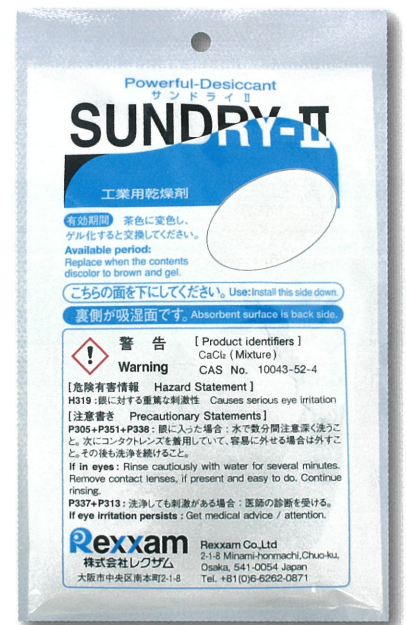 Powerful-Desiccant
サンドライⅡ
SUNDRY-II
工業用乾燥剤
有効期間 茶色に変色し、
ゲル化すると交換してください。
Available period:
Replace when the contents
discolor to brown and gel.
こちらの面を下にしてください。Use:Install this side down.
裏側が吸湿面です。Absorbent surface is back side.
警 告 [ Product identifiers ]
CaCl₂ ( Mixture )
Warning CAS No. 10043-52-4
[ 危険有害情報 Hazard Statement ]
H319 : 眼に対する重篤な刺激性 Causes serious eye irritation
[ 注意書き Precautionary Statements ]
P305+P351+P338 : 眼に入った場合 : 水で数分間注意深く洗うこ
と。次にコンタクトレンズを着用していて、容易に外せる場合は外すこ
と。その後も洗浄を続けること。
If in eyes : Rinse cautiously with water for several minutes.
Remove contact lenses, if present and easy to do. Continue
rinsing.
P337+P313 : 洗浄しても刺激がある場合 : 医師の診断を受ける。
If eye irritation persists : Get medical advice / attention.
Rexxam
株式会社レクザム
大阪市中央区南本町2-1-8
Rexxam Co.,Ltd
2-1-8 Minami-honmachi,Chuo-ku,
Osaka, 541-0054 Japan
Tel. +81(0)6-6262-0871